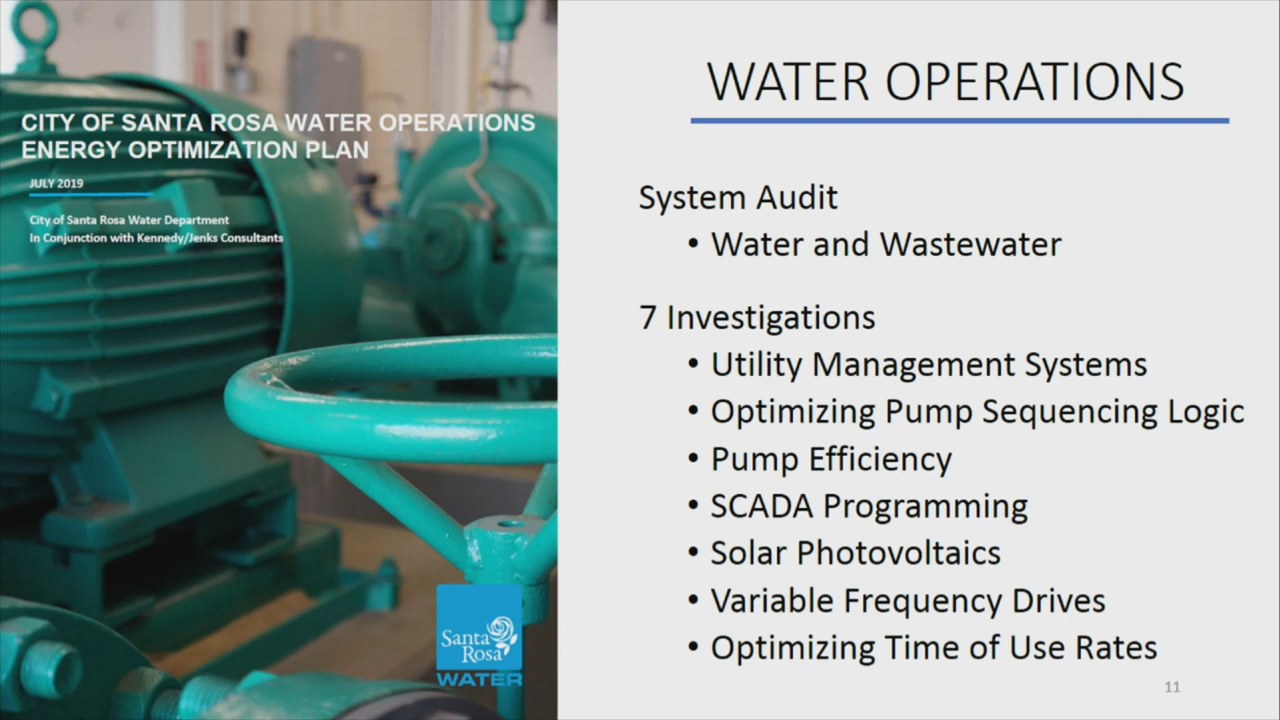 CITY OF SANTA ROSA WATER OPERATIONS
ENERGY OPTIMIZATION PLAN
JULY 2019
City of Santa Rosa Water Department
In Conjunction with Kennedy/Jenks Consultants
Santa
Rosa
WATER
WATER OPERATIONS
System Audit
• Water and Wastewater
7 Investigations
• Utility Management Systems
• Optimizing Pump Sequencing Logic
• Pump Efficiency
• SCADA Programming
• Solar Photovoltaics
• Variable Frequency Drives
• Optimizing Time of Use Rates
11